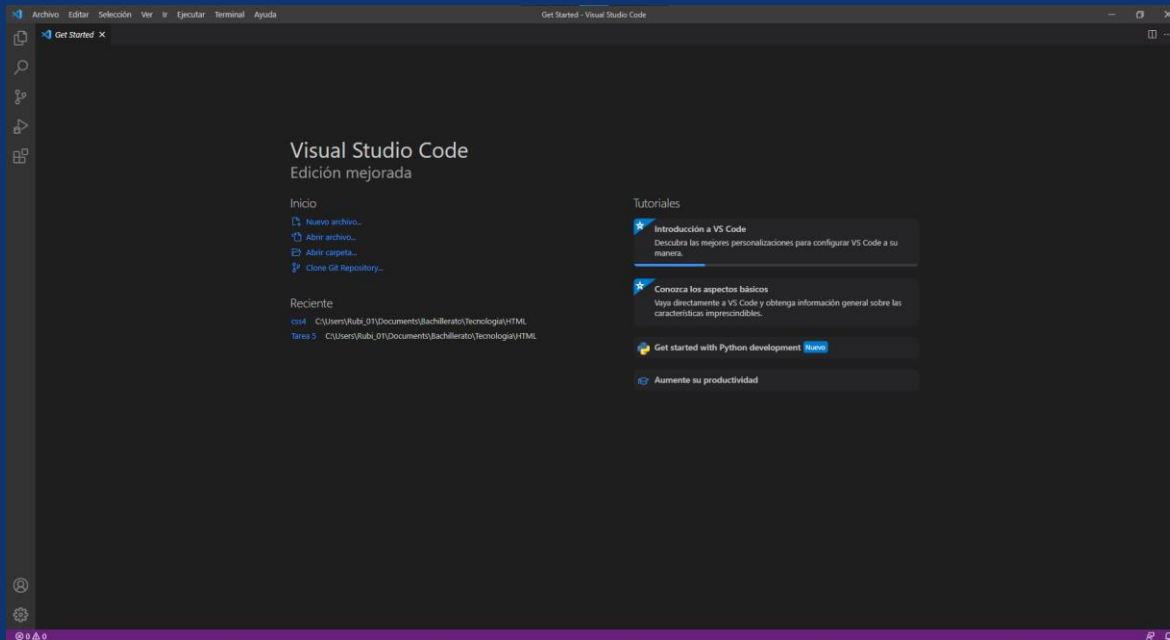 Archivo Editar Selección Ver Ir Ejecutar Terminal Ayuda
Get Started - Visual Studio Code
Get Started
Visual Studio Code
Edición mejorada
Inicio
Nuevo archivo...
Abrir archivo...
Abrir carpeta...
Clone Git Repository...
Reciente
css4 C:\Users\Rubi_01\Documents\Bachillerato\Tecnologia\HTML
Tarea 5 C:\Users\Rubi_01\Documents\Bachillerato\Tecnologia\HTML
Tutoriales
Introducción a VS Code
Descubra las mejores personalizaciones para configurar VS Code a su
manera.
Conozca los aspectos básicos
Vaya directamente a VS Code y obtenga información general sobre las
características imprescindibles.
Get started with Python development Nuevo
Aumente su productividad
0 0